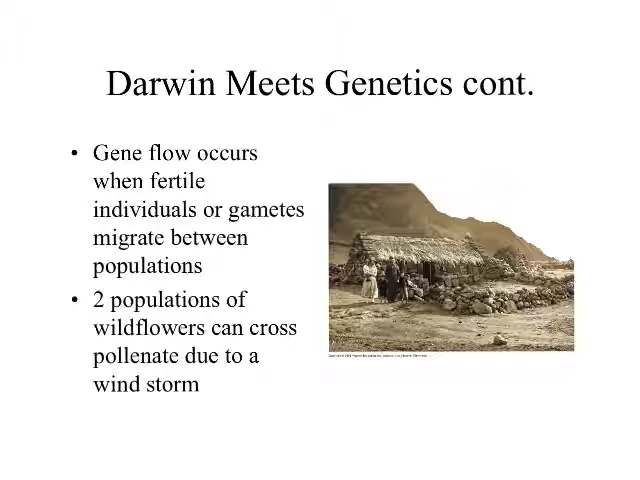 Darwin Meets Genetics cont.
• Gene flow occurs
when fertile
individuals or gametes
migrate between
populations
• 2 populations of
wildflowers can cross
pollenate due to a
wind storm